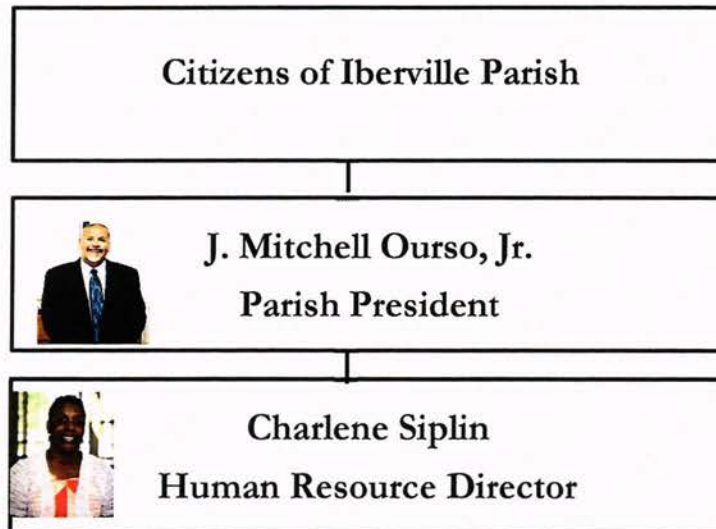 Citizens of Iberville Parish
J. Mitchell Ourso, Jr.
Parish President
Charlene Siplin
Human Resource Director